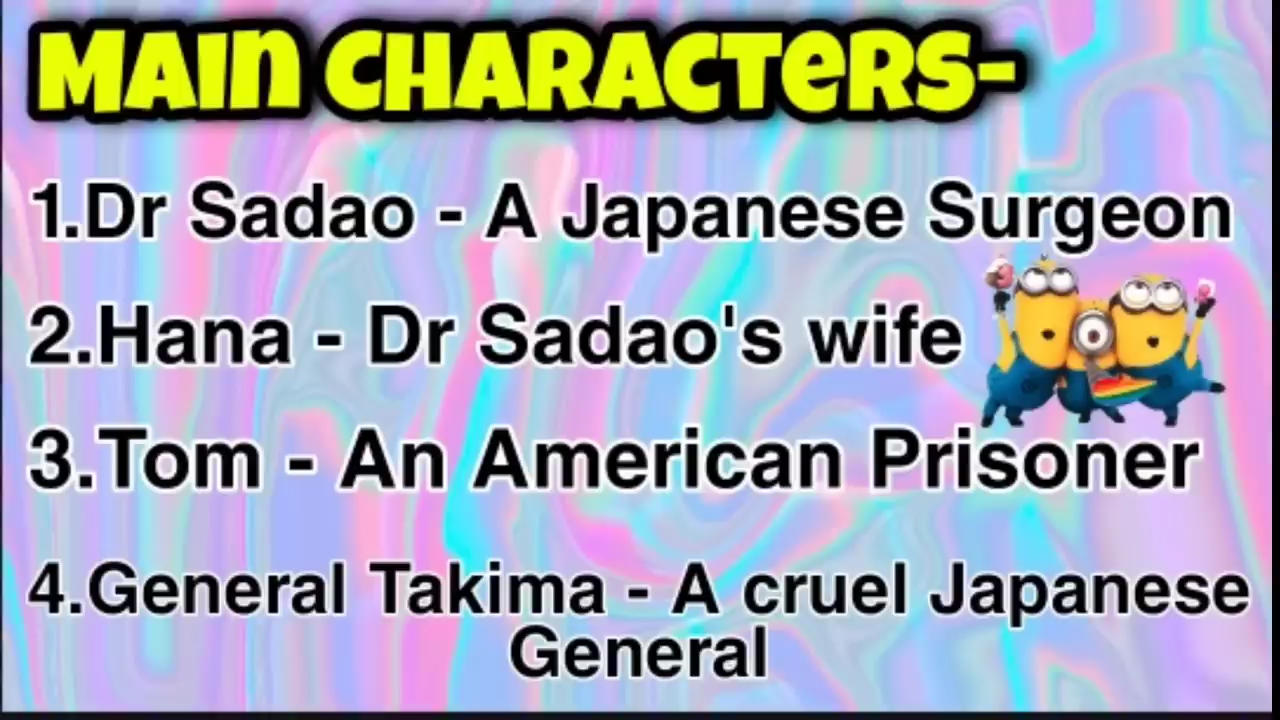 Main Characters-
1.Dr Sadao - A Japanese Surgeon
2.Hana - Dr Sadao's wife
3.Tom - An American Prisoner
4.General Takima - A cruel Japanese
General